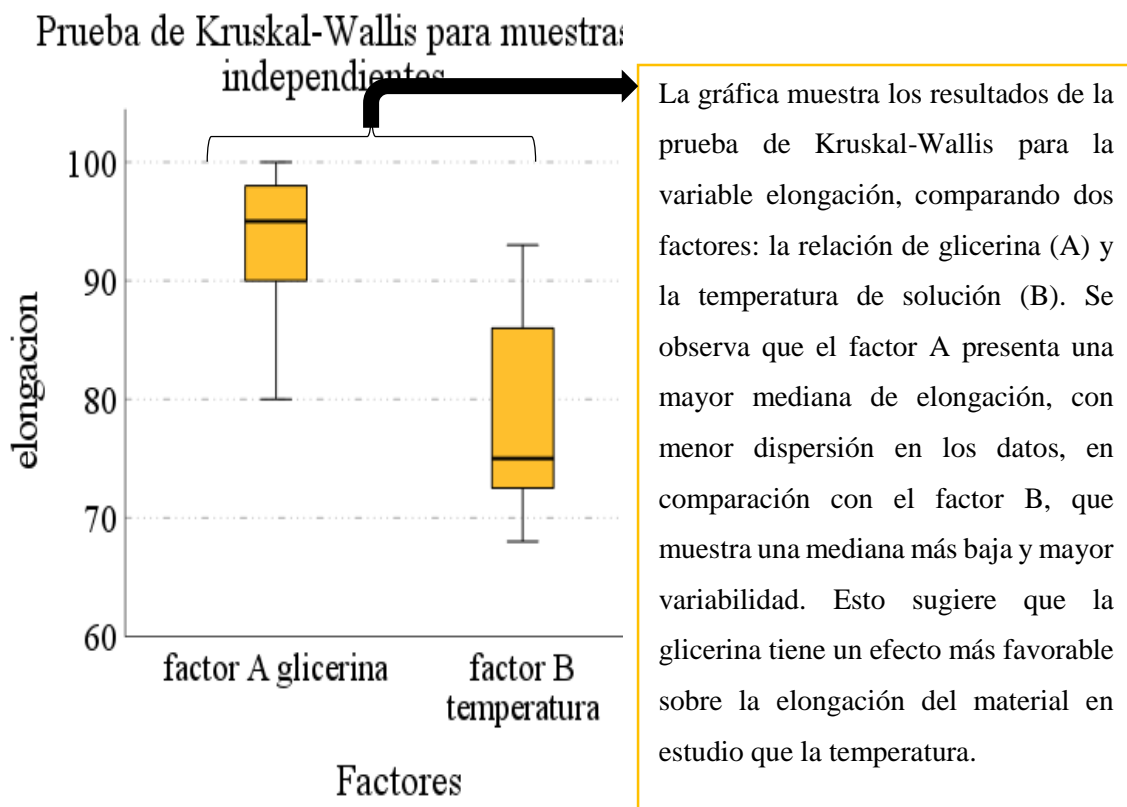 Prueba de Kruskal-Wallis para muestras
independientes
100
90
80
70
60
elongacion
factor A glicerina
factor B
temperatura
Factores
La gráfica muestra los resultados de la
prueba de Kruskal-Wallis para la
variable elongación, comparando dos
factores: la relación de glicerina (A) y
la temperatura de solución (B). Se
observa que el factor A presenta una
mayor mediana de elongación, con
menor dispersión en los datos, en
comparación con el factor B, que
muestra una mediana más baja y mayor
variabilidad. Esto sugiere que la
glicerina tiene un efecto más favorable
sobre la elongación del material en
estudio que la temperatura.